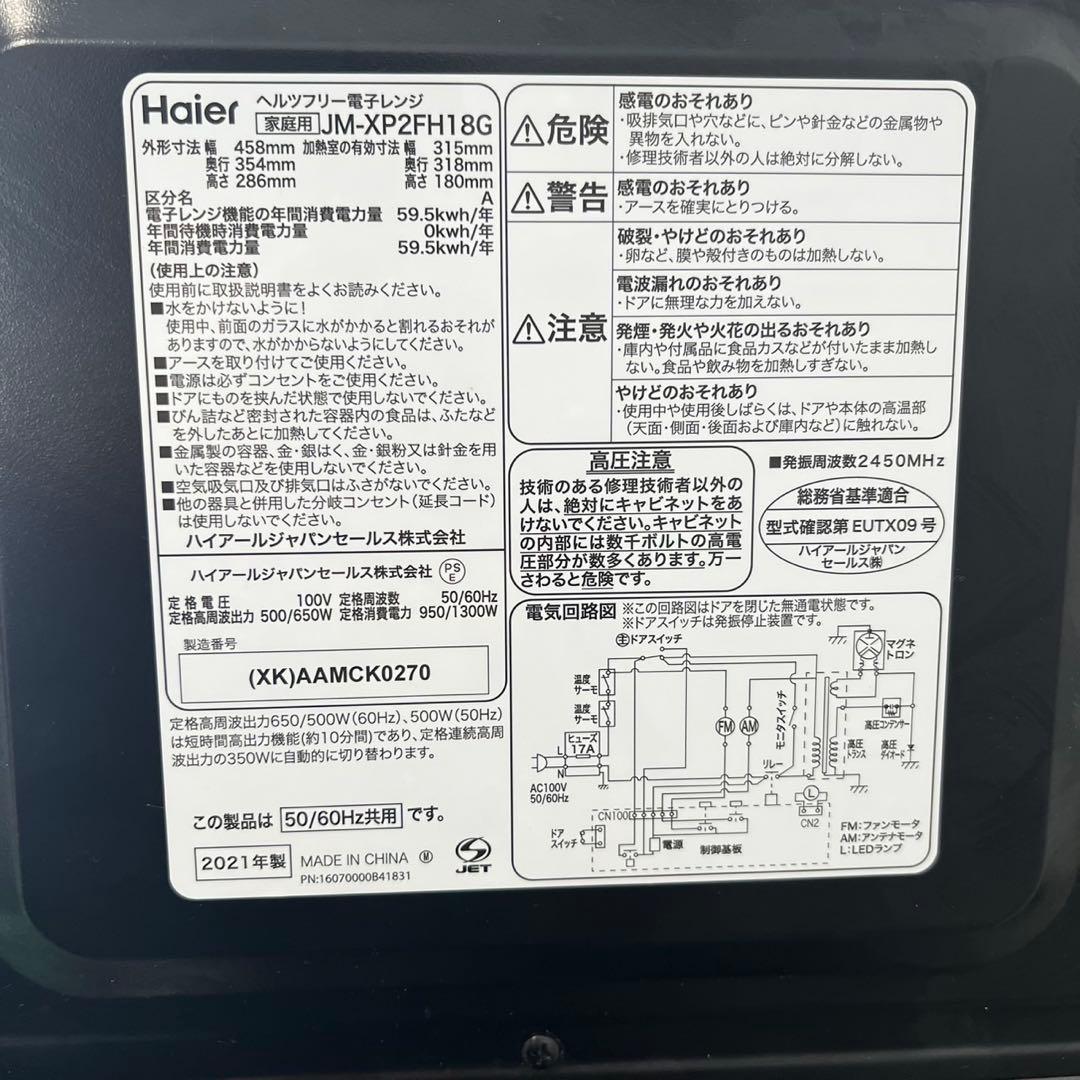 Haier ヘルツフリー電子レンジ
家庭用 JM-XP2FH18G
外形寸法 幅 458mm 加熱室の有効寸法 幅 315mm
奥行 354mm 奥行 318mm
高さ 286mm 高さ 180mm
区分名 A
電子レンジ機能の年間消費電力量 59.5kwh/年
年間待機時消費電力量 0kwh/年
年間消費電力量 59.5kwh/年
(使用上の注意)
使用前に取扱説明書をよくお読みください。
■水をかけないように!
使用中、前面のガラスに水がかかると割れるおそれが
ありますので、水がかからないようにしてください。
■アースを取り付けてご使用ください。
■電源は必ずコンセントをご使用ください。
■ドアにものを挟んだ状態で使用しないでください。
■びん詰など密封された容器内の食品は、ふたなど
を外したあとに加熱してください。
■金属製の容器、金・銀はく、金・銀粉又は針金を用
いた容器などを使用しないでください。
■空気吸気口及び排気口はふさがないでください。
■他の器具と併用した分岐コンセント(延長コード)
は使用しないでください。
ハイアールジャパンセールス株式会社
ハイアールジャパンセールス株式会社 PSE
定格電圧 100V 定格周波数 50/60Hz
定格高周波出力 500/650W 定格消費電力 950/1300W
製造番号
(XK)AAMCK0270
定格高周波出力650/500W(60Hz)、500W(50Hz)
は短時間高出力機能(約10分間)であり、定格連続高周
波出力の350Wに自動的に切り替わります。
この製品は 50/60Hz共用 です。
2021年製 MADE IN CHINA Ⓜ JET
PN:16070000B41831
⚠危険
感電のおそれあり
・吸排気口や穴などに、ピンや針金などの金属物や
異物を入れない。
・修理技術者以外の人は絶対に分解しない。
⚠警告
感電のおそれあり
・アースを確実にとりつける。
⚠注意
破裂・やけどのおそれあり
・卵など、膜や殻付きのものは加熱しない。
電波漏れのおそれあり
・ドアに無理な力を加えない。
発煙・発火や火花の出るおそれあり
・庫内や付属品に食品カスなどが付いたまま加熱し
ない。食品や飲み物を加熱しすぎない。
やけどのおそれあり
・使用中や使用後しばらくは、ドアや本体の高温部
(天面・側面・後面および庫内など)に触れない。
高圧注意
技術のある修理技術者以外の
人は、絶対にキャビネットをあ
けないでください。キャビネット
の内部には数千ボルトの高電
圧部分が数多くあります。万一
さわると危険です。
■発振周波数2450MHz
総務省基準適合
型式確認第EUTX09号
ハイアールジャパン
セールス㈱
電気回路図 ※この回路図はドアを閉じた無通電状態です。
※ドアスイッチは発振停止装置です。
主ドアスイッチ
マグネ
トロン
温度
サーモ
温度
サーモ
FM
AM
モニタスイッチ
高圧コンデンサー
ヒューズ
17A
L
N
高圧
トランス
高圧
ダイオード
リレー
AC100V
50/60Hz
L
CN100
CN2
ドア
スイッチ
電源
制御基板
FM:ファンモータ
AM:アンテナモータ
L:LEDランプ